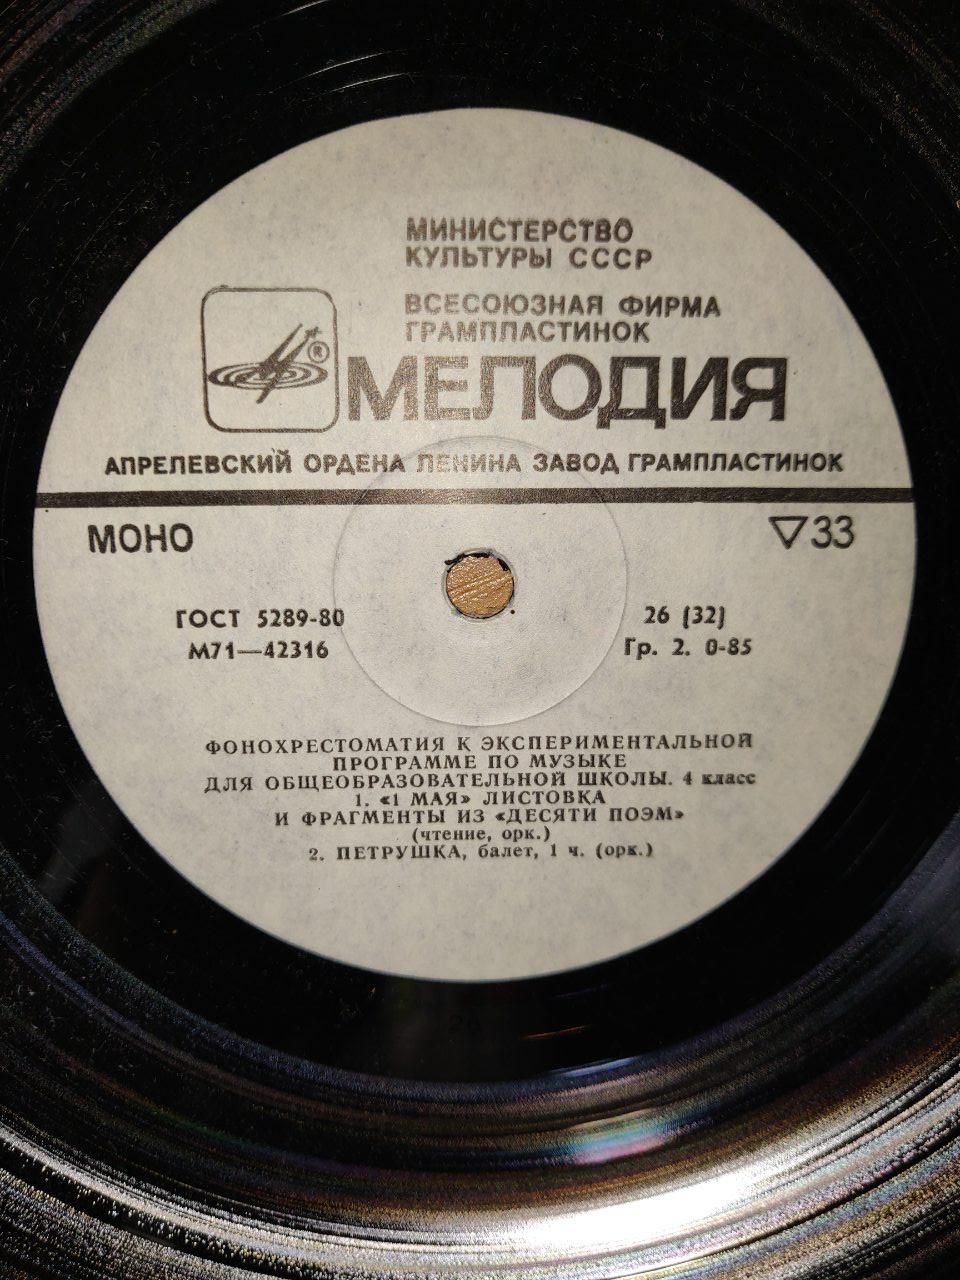 МИНИСТЕРСТВО
КУЛЬТУРЫ СССР
ВСЕСОЮЗНАЯ ФИРМА
ГРАМПЛАСТИНОК
®
МЕЛОДИЯ
АПРЕЛЕВСКИЙ ОРДЕНА ЛЕНИНА ЗАВОД ГРАМПЛАСТИНОК
МОНО ▽33
ГОСТ 5289-80 26 (32)
М71—42316 Гр. 2. 0-85
ФОНОХРЕСТОМАТИЯ К ЭКСПЕРИМЕНТАЛЬНОЙ
ПРОГРАММЕ ПО МУЗЫКЕ
ДЛЯ ОБЩЕОБРАЗОВАТЕЛЬНОЙ ШКОЛЫ. 4 класс
1. «1 МАЯ» ЛИСТОВКА
И ФРАГМЕНТЫ ИЗ «ДЕСЯТИ ПОЭМ»
(чтение, орк.)
2. ПЕТРУШКА, балет, 1 ч. (орк.)